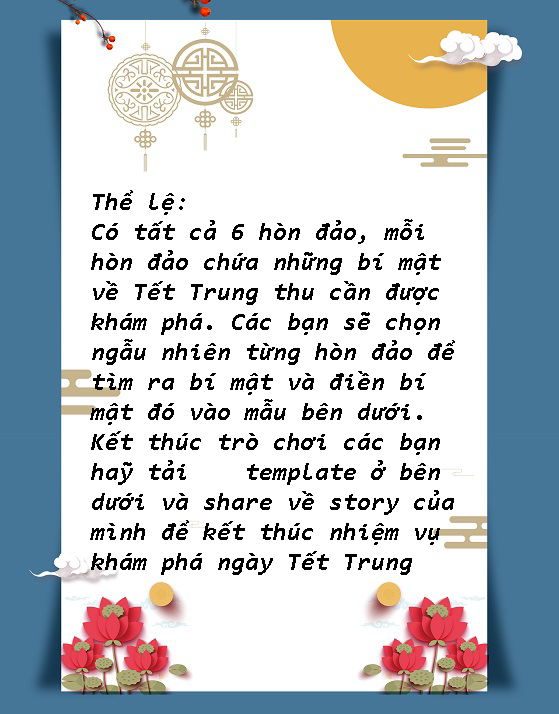 Thể lệ:
Có tất cả 6 hòn đảo, mỗi
hòn đảo chứa những bí mật
về Tết Trung thu cần được
khám phá. Các bạn sẽ chọn
ngẫu nhiên từng hòn đảo để
tìm ra bí mật và điền bí
mật đó vào mẫu bên dưới.
Kết thúc trò chơi các bạn
haỹ tải template ở bên
dưới và share về story của
mình để kết thúc nhiệm vụ
khám phá ngày Tết Trung